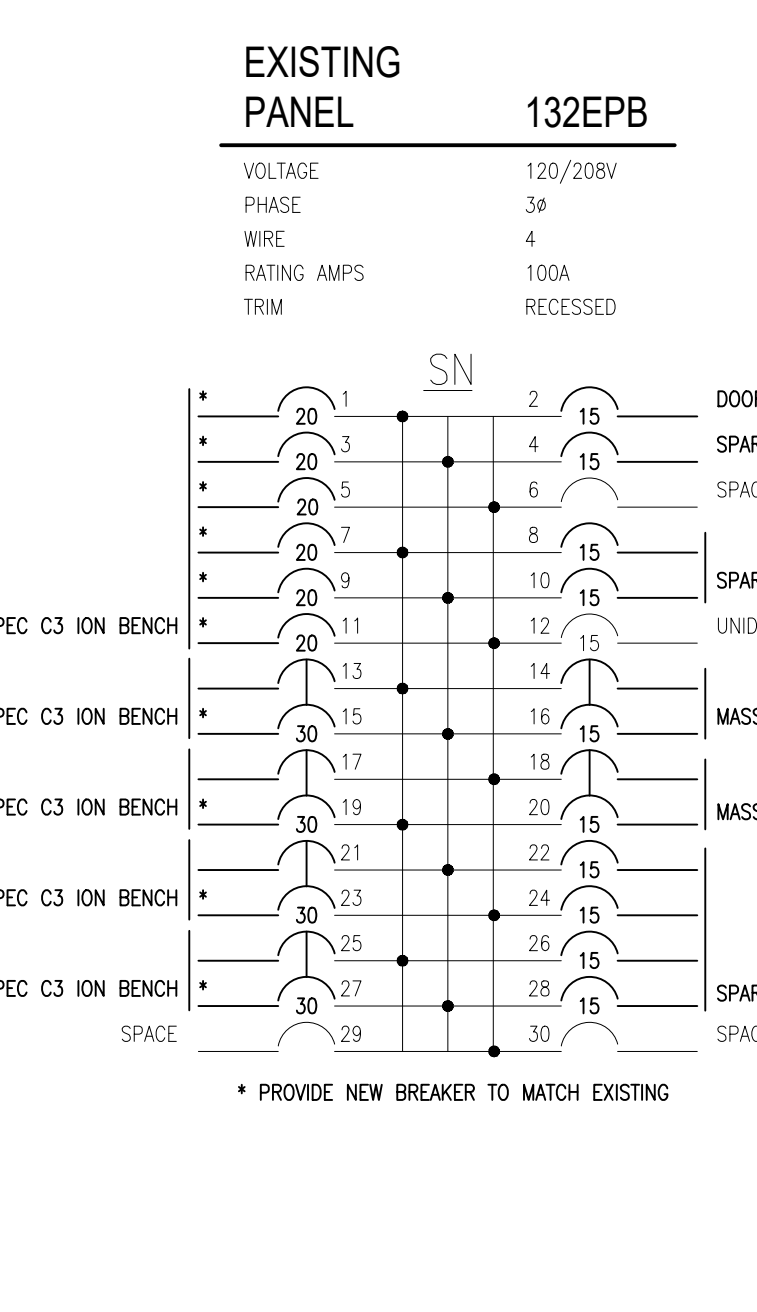 EXISTING
PANEL 132EPB
VOLTAGE 120/208V
PHASE 3ø
WIRE 4
RATING AMPS 100A
TRIM RECESSED
SN
* 20 1 2 15
* 20 3 4 15
* 20 5 6
* 20 7 8 15
* 20 9 10 15
C3 ION BENCH * 20 11 12 15
13 14
C3 ION BENCH * 30 15 16 15
17 18
C3 ION BENCH * 30 19 20 15
21 22 15
C3 ION BENCH * 30 23 24 15
25 26 15
C3 ION BENCH * 30 27 28 15
SPACE 29 30
* PROVIDE NEW BREAKER TO MATCH EXISTING